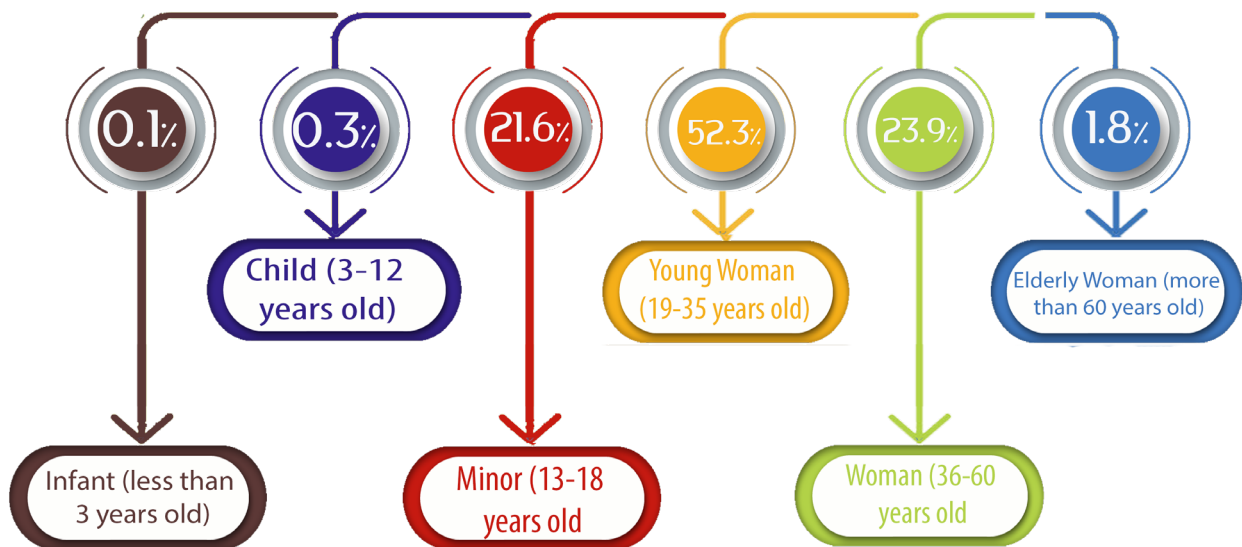 0.1%
0.3%
21.6%
52.3%
23.9%
1.8%
Child (3-12
years old)
Young Woman
(19-35 years old)
Elderly Woman (more
than 60 years old)
Infant (less than
3 years old)
Minor (13-18
years old
Woman (36-60
years old